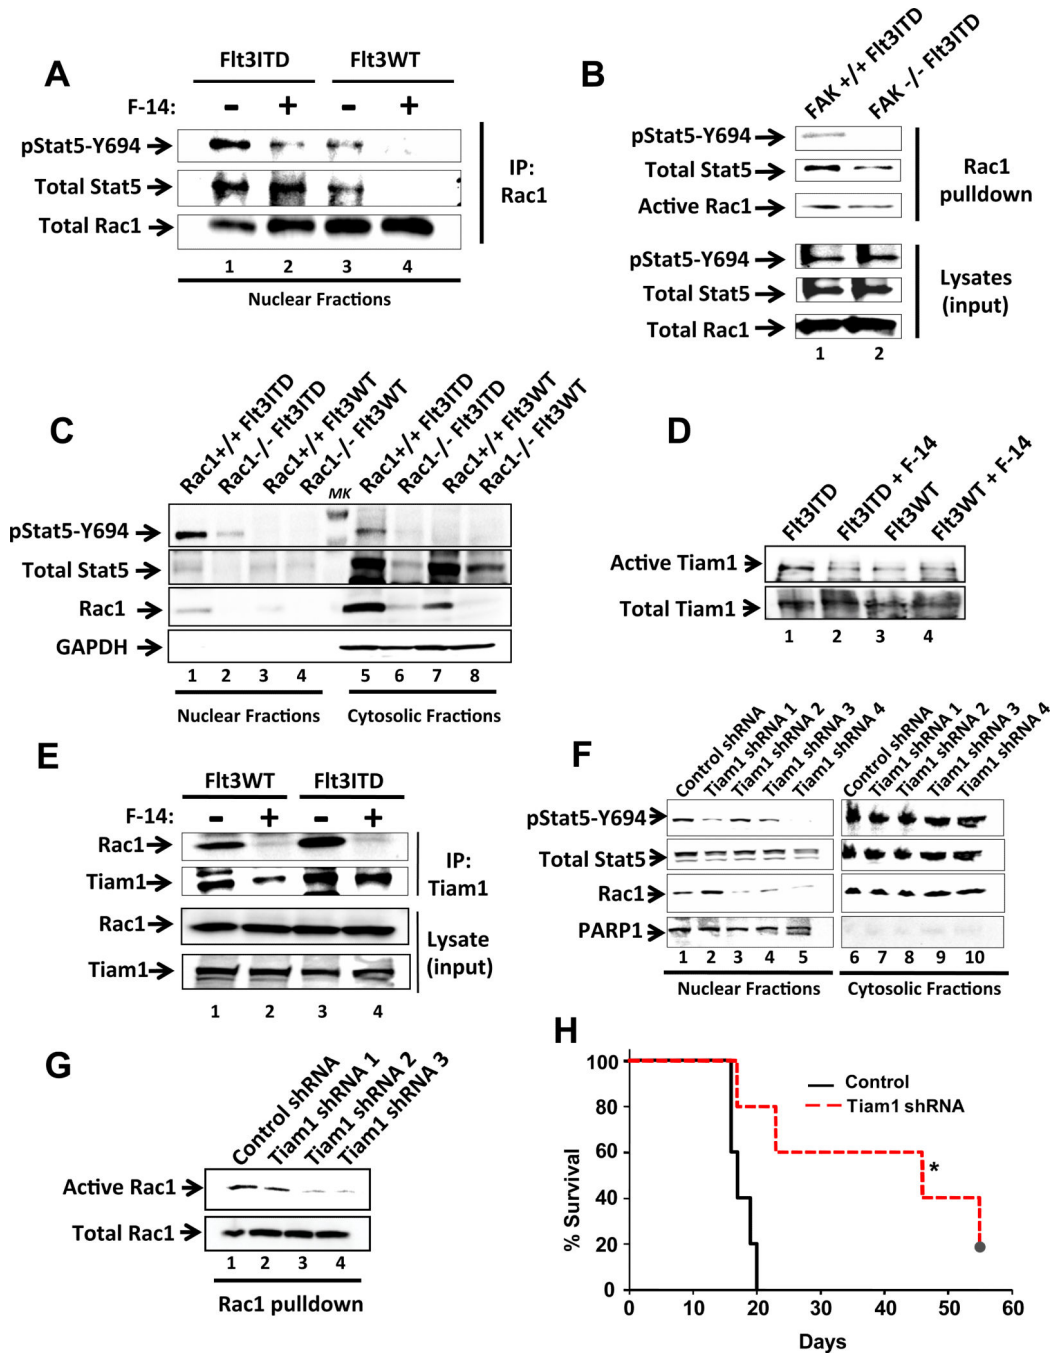 A
Flt3ITD Flt3WT
F-14: - + - +
pStat5-Y694
Total Stat5
Total Rac1
IP:
Rac1
1 2 3 4
Nuclear Fractions
B
FAK +/+ Flt3ITD
FAK -/- Flt3ITD
pStat5-Y694
Total Stat5
Active Rac1
Rac1
pulldown
pStat5-Y694
Total Stat5
Total Rac1
Lysates
(input)
1 2
C
Rac1+/+ Flt3ITD
Rac1-/- Flt3ITD
Rac1+/+ Flt3WT
Rac1-/- Flt3WT
MK
Rac1+/+ Flt3ITD
Rac1-/- Flt3ITD
Rac1+/+ Flt3WT
Rac1-/- Flt3WT
pStat5-Y694
Total Stat5
Rac1
GAPDH
1 2 3 4 5 6 7 8
Nuclear Fractions Cytosolic Fractions
D
Flt3ITD
Flt3ITD + F-14
Flt3WT
Flt3WT + F-14
Active Tiam1
Total Tiam1
1 2 3 4
E
Flt3WT Flt3ITD
F-14: - + - +
Rac1
Tiam1
IP:
Tiam1
Rac1
Tiam1
Lysate
(input)
1 2 3 4
F
Control shRNA
Tiam1 shRNA 1
Tiam1 shRNA 2
Tiam1 shRNA 3
Tiam1 shRNA 4
Control shRNA
Tiam1 shRNA 1
Tiam1 shRNA 2
Tiam1 shRNA 3
Tiam1 shRNA 4
pStat5-Y694
Total Stat5
Rac1
PARP1
1 2 3 4 5 6 7 8 9 10
Nuclear Fractions Cytosolic Fractions
G
Control shRNA
Tiam1 shRNA 1
Tiam1 shRNA 2
Tiam1 shRNA 3
Active Rac1
Total Rac1
1 2 3 4
Rac1 pulldown
H
% Survival
100
80
60
40
20
0
Control
Tiam1 shRNA
*
0 10 20 30 40 50 60
Days